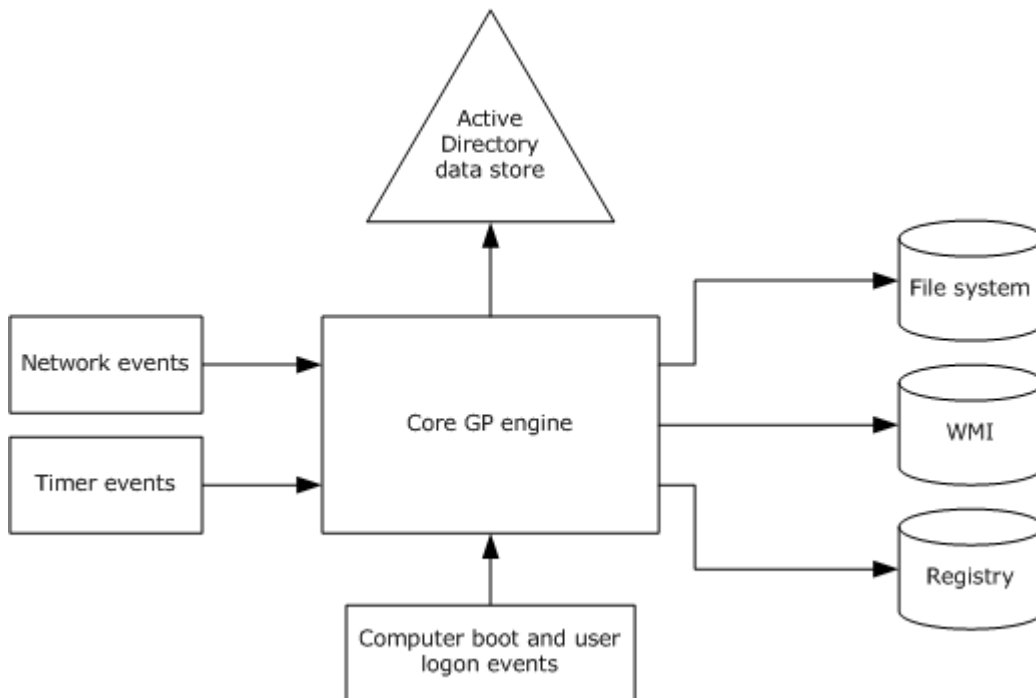 Active
Directory
data store
File system
Network events
Core GP engine
WMI
Timer events
Registry
Computer boot and user
logon events